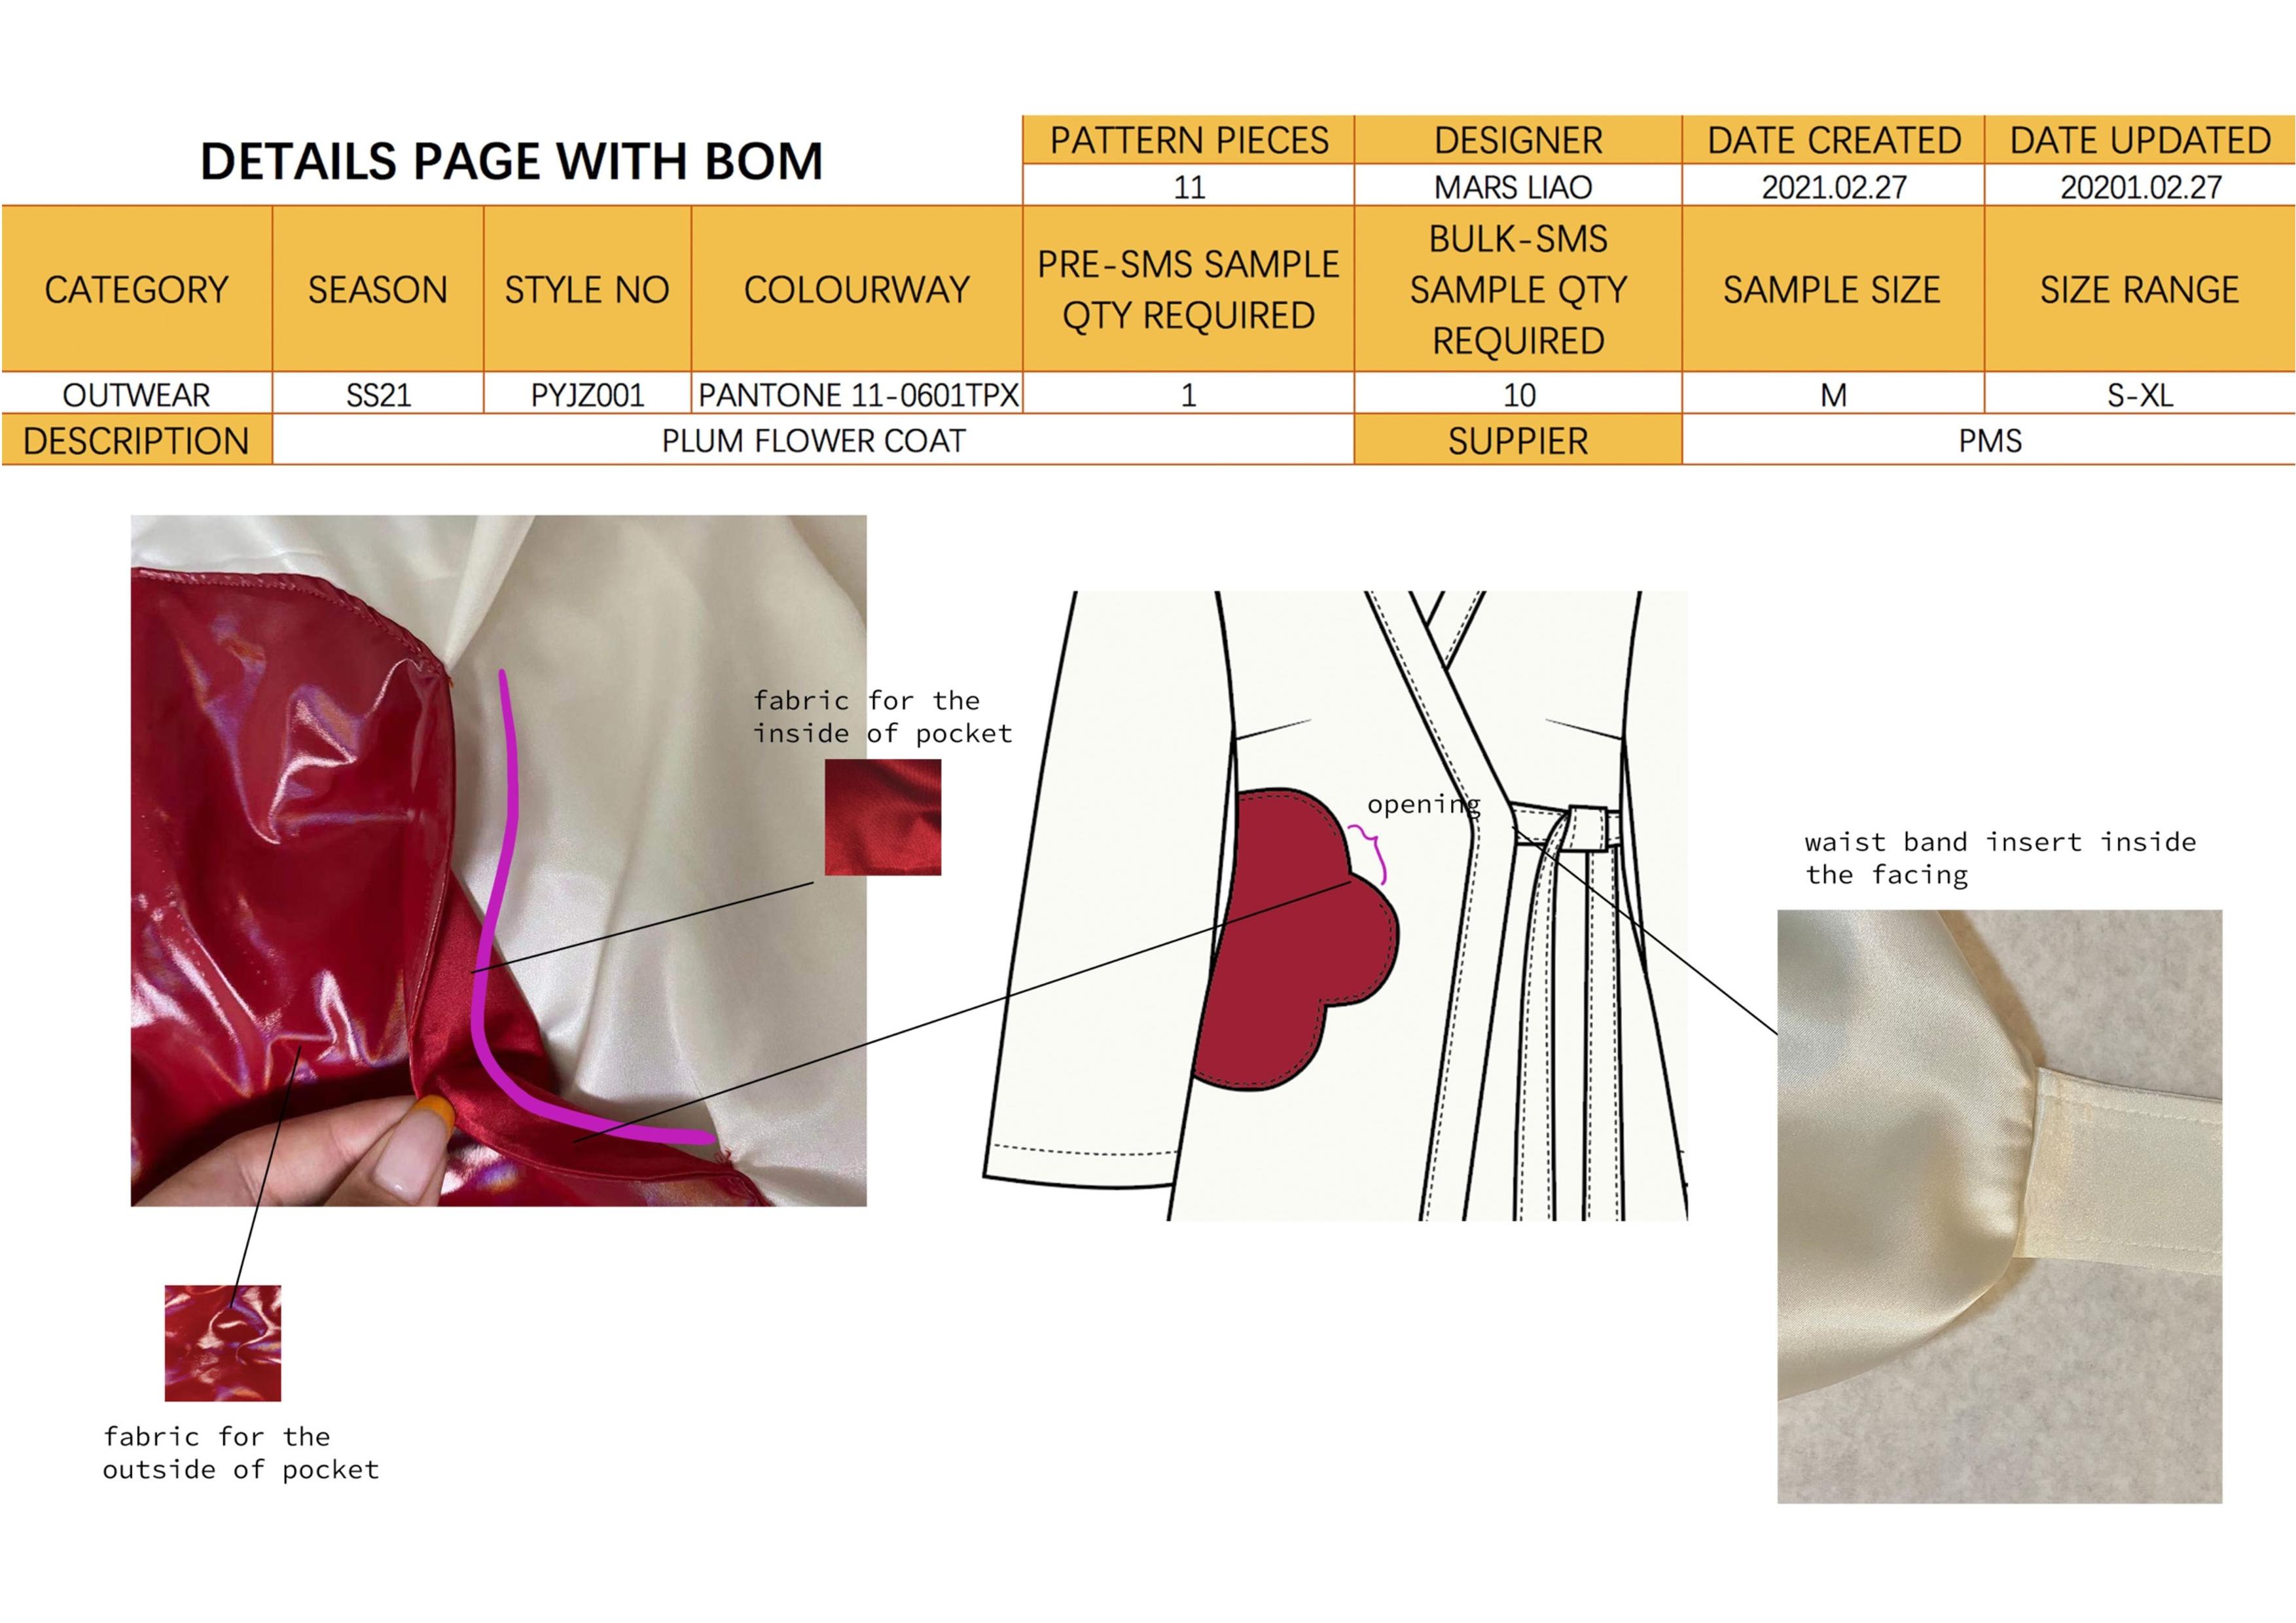 DETAILS PAGE WITH BOM
PATTERN PIECES DESIGNER DATE CREATED DATE UPDATED
11 MARS LIAO 2021.02.27 20201.02.27
CATEGORY SEASON STYLE NO COLOURWAY
PRE-SMS SAMPLE
QTY REQUIRED
BULK-SMS
SAMPLE QTY
REQUIRED
SAMPLE SIZE SIZE RANGE
OUTWEAR SS21 PYJZ001 PANTONE 11-0601TPX 1 10 M S-XL
DESCRIPTION PLUM FLOWER COAT SUPPIER PMS
fabric for the
inside of pocket
opening
waist band insert inside
the facing
fabric for the
outside of pocket